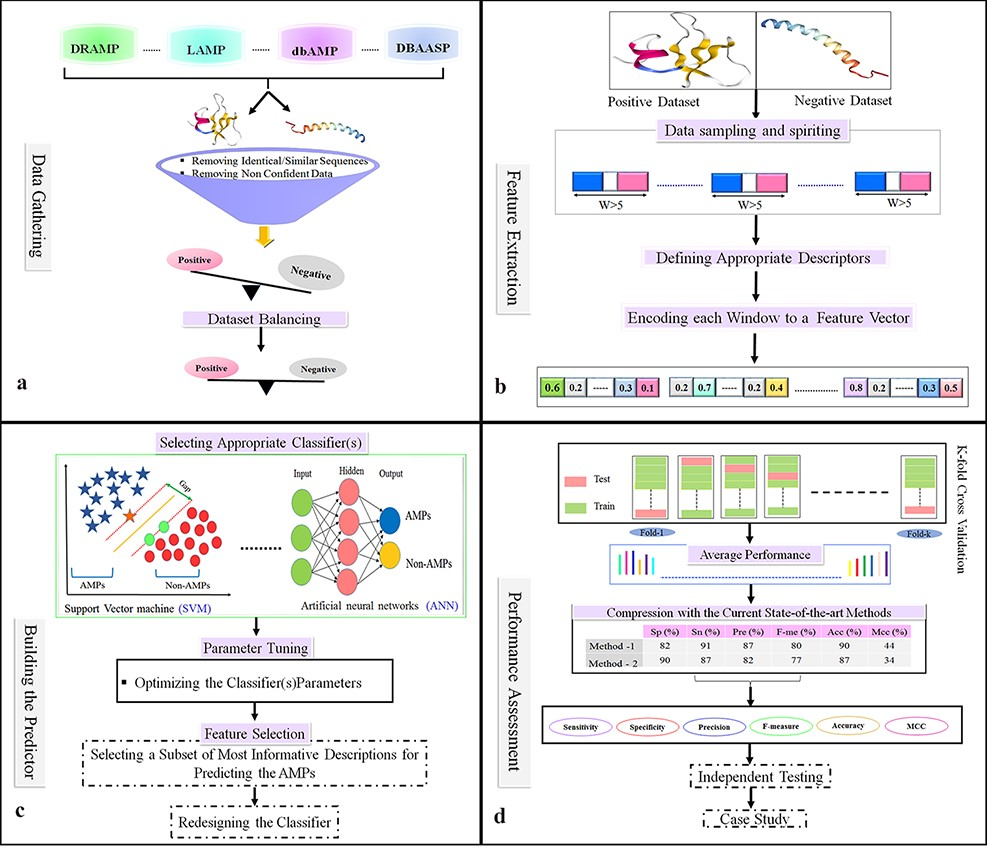 DRAMP ...... LAMP ...... dbAMP ...... DBAASP
▪ Removing Identical/Similar Sequences
▪ Removing Non Confident Data
Positive
Negative
Dataset Balancing
Positive
Negative
Data Gathering
a
Positive Dataset
Negative Dataset
Data sampling and spiriting
W>5
W>5
W>5
Defining Appropriate Descriptors
Encoding each Window to a Feature Vector
0.6 0.2 ----- 0.3 0.1 0.2 0.7 ----- 0.2 0.4 .............. 0.8 0.2 ------ 0.3 0.5
Feature Extraction
b
Selecting Appropriate Classifier(s)
Gap
AMPs
Non-AMPs
Support Vector machine (SVM)
..........
Input
Hidden
Output
AMPs
Non-AMPs
Artificial neural networks (ANN)
Parameter Tuning
▪ Optimizing the Classifier(s)Parameters
Feature Selection
Selecting a Subset of Most Informative Descriptions for
Predicting the AMPs
Redesigning the Classifier
Building the Predictor
c
Test
Train
Fold-1
Fold-k
K-fold Cross Validation
Average Performance
Compression with the Current State-of-the-art Methods
Sp (%) Sn (%) Pre (%) F-me (%) Acc (%) Mcc (%)
Method -1 82 91 87 80 90 44
Method - 2 90 87 82 77 87 34
Sensitivity Specificity Precision F-measure Accuracy MCC
Independent Testing
Case Study
Performance Assessment
d